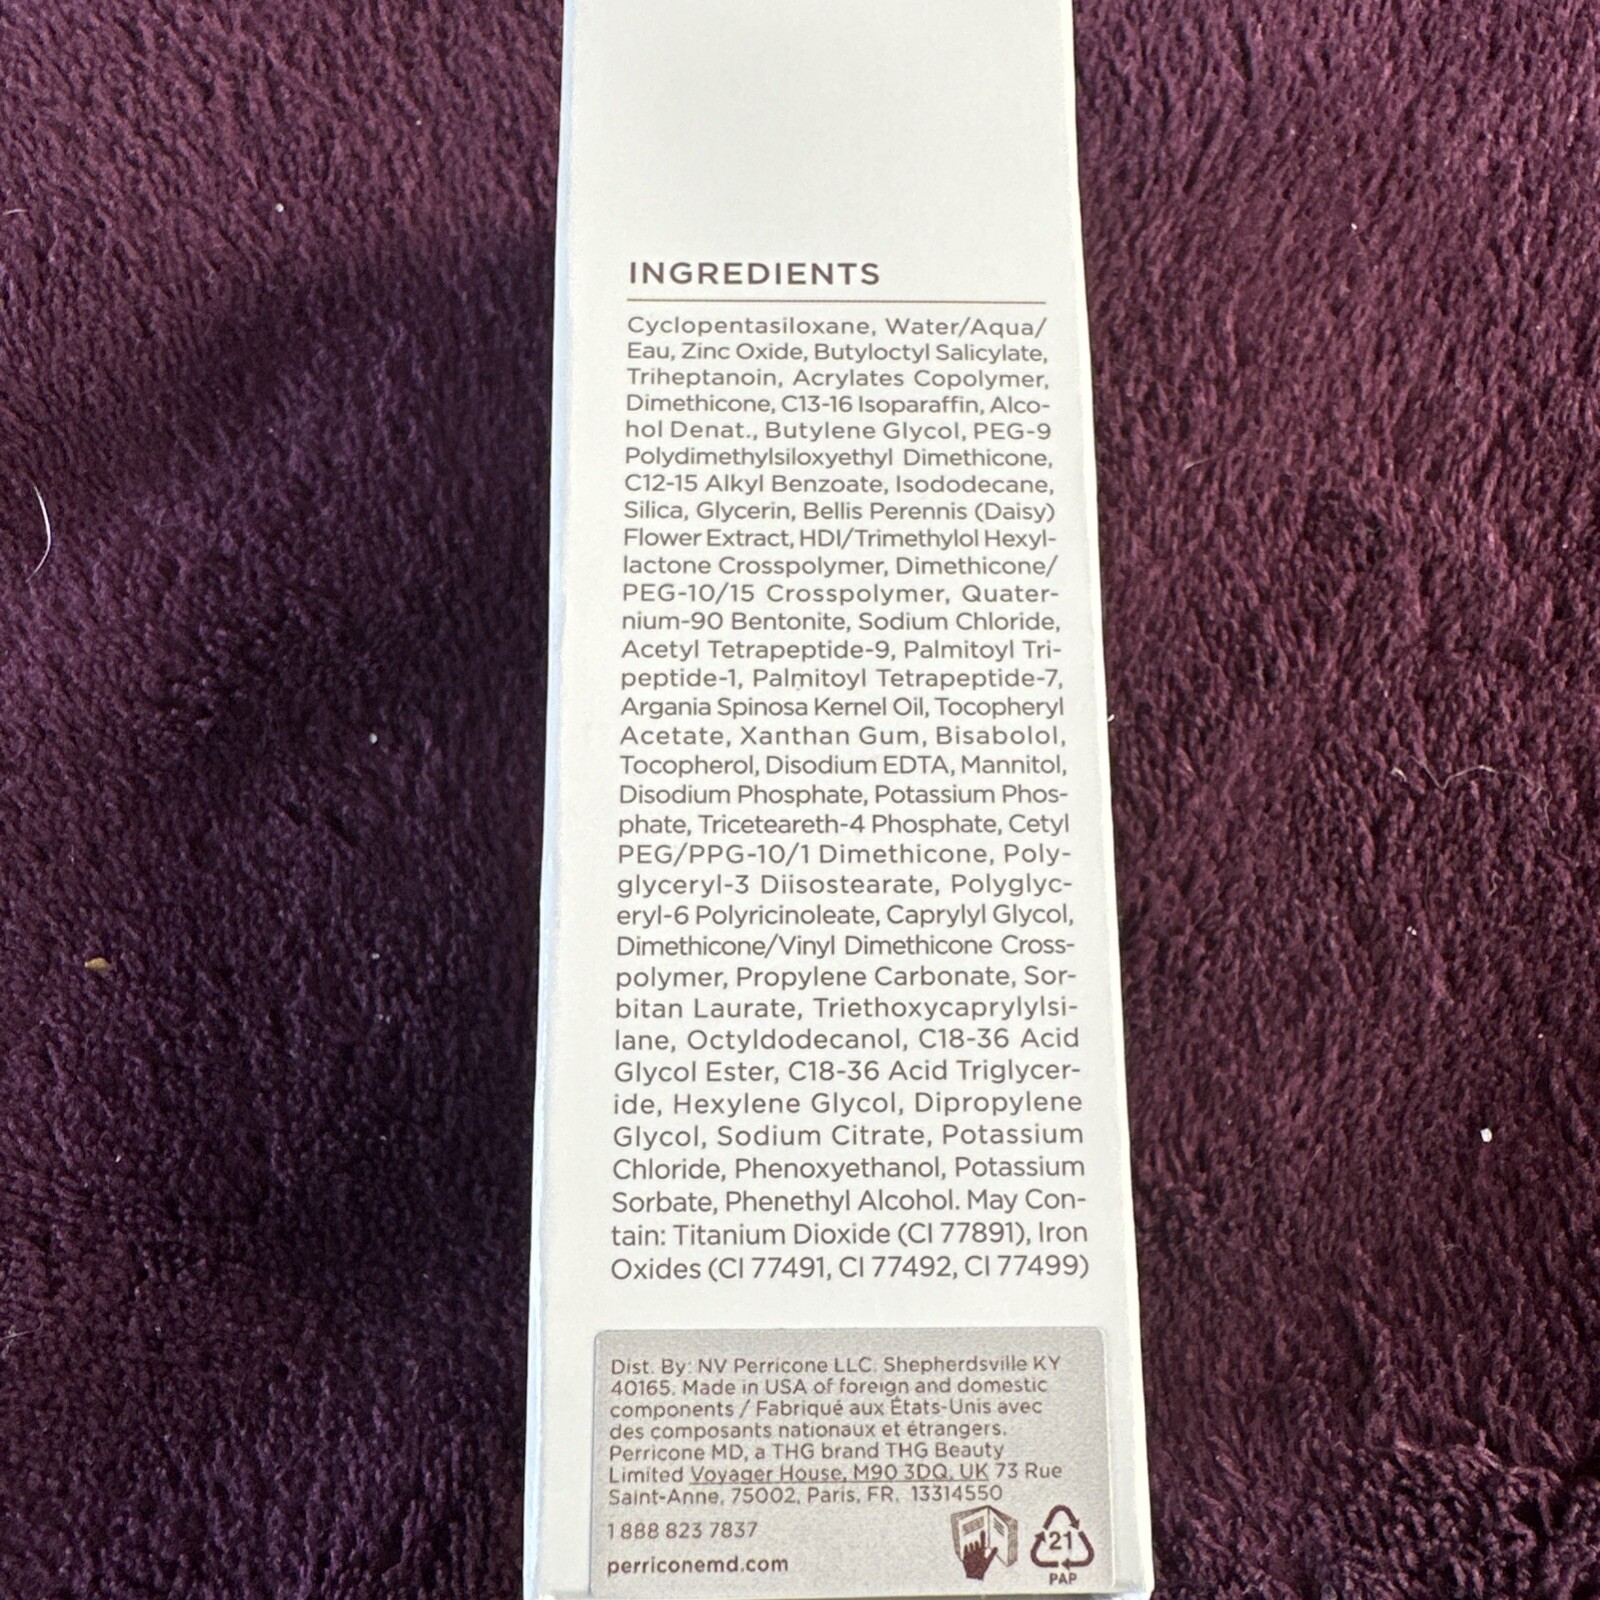 INGREDIENTS
Cyclopentasiloxane, Water/Aqua/
Eau, Zinc Oxide, Butyloctyl Salicylate,
Triheptanoin, Acrylates Copolymer,
Dimethicone, C13-16 Isoparaffin, Alco-
hol Denat., Butylene Glycol, PEG-9
Polydimethylsiloxyethyl Dimethicone,
C12-15 Alkyl Benzoate, Isododecane,
Silica, Glycerin, Bellis Perennis (Daisy)
Flower Extract, HDI/Trimethylol Hexyl-
lactone Crosspolymer, Dimethicone/
PEG-10/15 Crosspolymer, Quater-
nium-90 Bentonite, Sodium Chloride,
Acetyl Tetrapeptide-9, Palmitoyl Tri-
peptide-1, Palmitoyl Tetrapeptide-7,
Argania Spinosa Kernel Oil, Tocopheryl
Acetate, Xanthan Gum, Bisabolol,
Tocopherol, Disodium EDTA, Mannitol,
Disodium Phosphate, Potassium Phos-
phate, Triceteareth-4 Phosphate, Cetyl
PEG/PPG-10/1 Dimethicone, Poly-
glyceryl-3 Diisostearate, Polyglyc-
eryl-6 Polyricinoleate, Caprylyl Glycol,
Dimethicone/Vinyl Dimethicone Cross-
polymer, Propylene Carbonate, Sor-
bitan Laurate, Triethoxycaprylylsi-
lane, Octyldodecanol, C18-36 Acid
Glycol Ester, C18-36 Acid Triglycer-
ide, Hexylene Glycol, Dipropylene
Glycol, Sodium Citrate, Potassium
Chloride, Phenoxyethanol, Potassium
Sorbate, Phenethyl Alcohol. May Con-
tain: Titanium Dioxide (CI 77891), Iron
Oxides (CI 77491, CI 77492, CI 77499)
Dist. By: NV Perricone LLC. Shepherdsville KY
40165. Made in USA of foreign and domestic
components / Fabriqué aux États-Unis avec
des composants nationaux et étrangers.
Perricone MD, a THG brand THG Beauty
Limited Voyager House, M90 3DQ, UK 73 Rue
Saint-Anne, 75002, Paris, FR. 13314550
1 888 823 7837
perriconemd.com
21
PAP